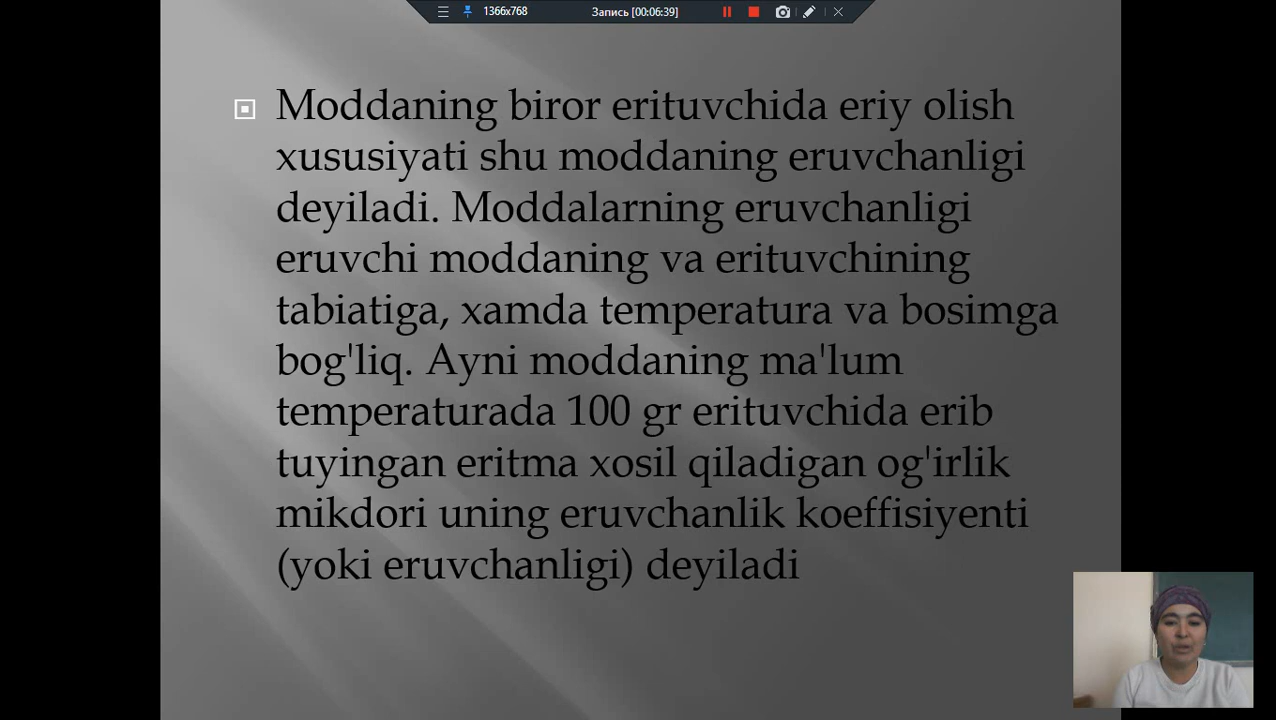 1366x768 Запись [00:06:39]
Moddaning biror erituvchida eriy olish
xususiyati shu moddaning eruvchanligi
deyiladi. Moddalarning eruvchanligi
eruvchi moddaning va erituvchining
tabiatiga, xamda temperatura va bosimga
bog'liq. Ayni moddaning ma'lum
temperaturada 100 gr erituvchida erib
tuyingan eritma xosil qiladigan og'irlik
mikdori uning eruvchanlik koeffisiyenti
(yoki eruvchanligi) deyiladi